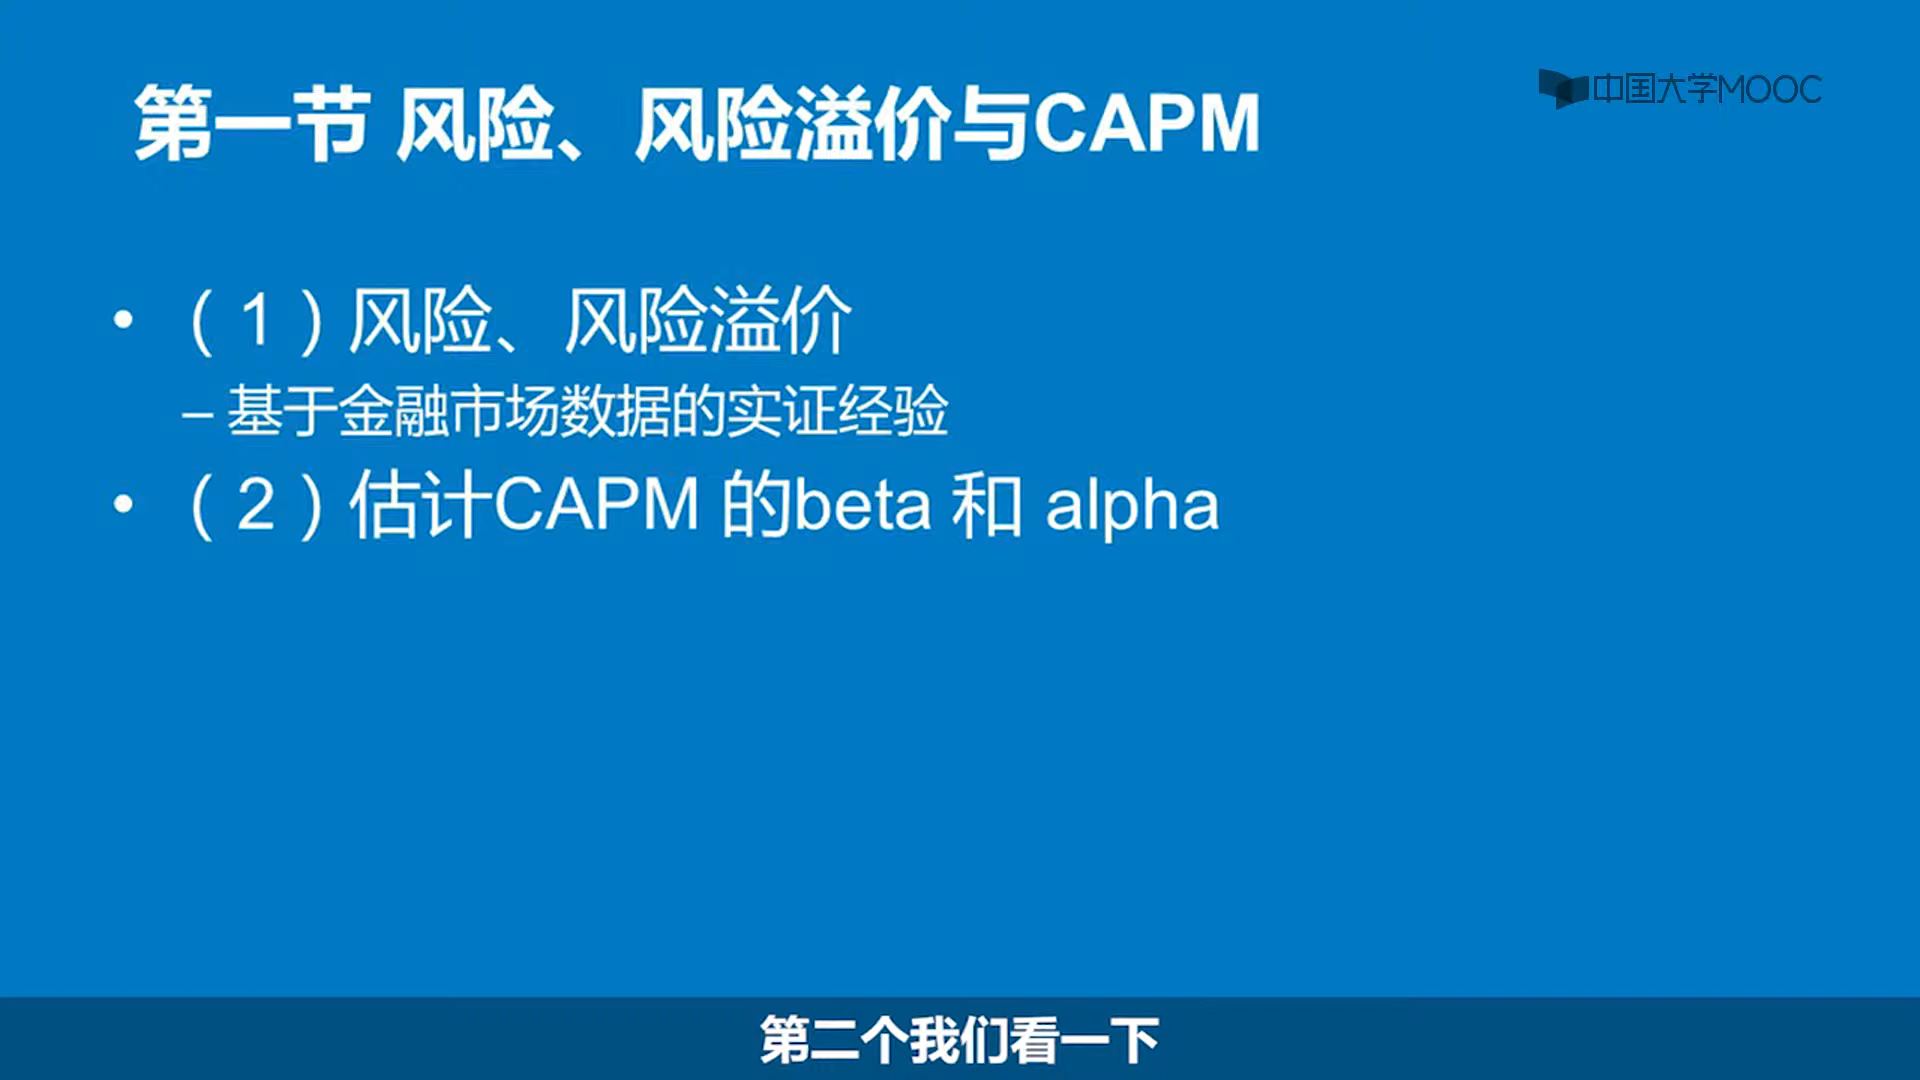 第一节 风险、风险溢价与CAPM
中国大学MOOC
• （1）风险、风险溢价
– 基于金融市场数据的实证经验
• （2）估计CAPM 的beta 和 alpha
第二个我们看一下